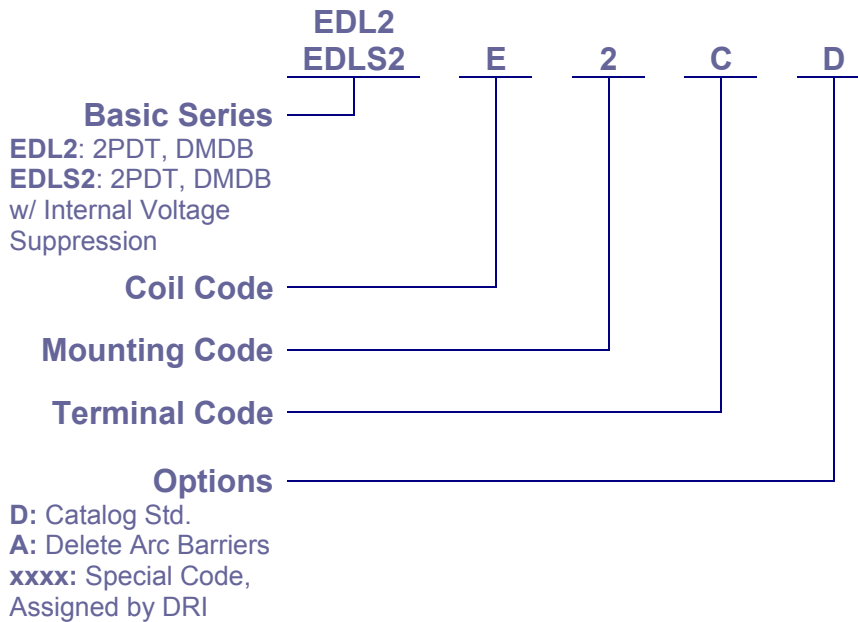 EDL2
EDLS2 E 2 C D
Basic Series
EDL2: 2PDT, DMDB
EDLS2: 2PDT, DMDB
w/ Internal Voltage
Suppression
Coil Code
Mounting Code
Terminal Code
Options
D: Catalog Std.
A: Delete Arc Barriers
xxxx: Special Code,
Assigned by DRI